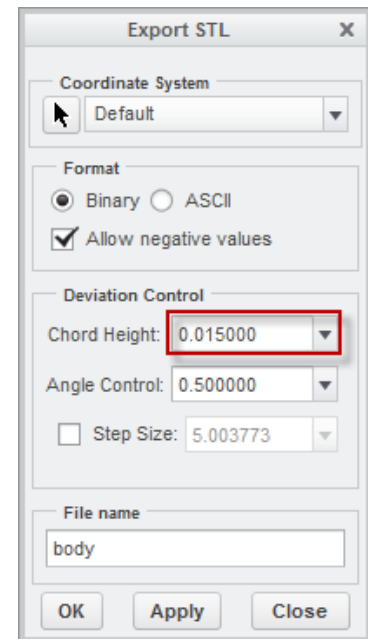 Export STL X
Coordinate System
Default
Format
Binary ASCII
Allow negative values
Deviation Control
Chord Height: 0.015000
Angle Control: 0.500000
Step Size: 5.003773
File name
body
OK Apply Close